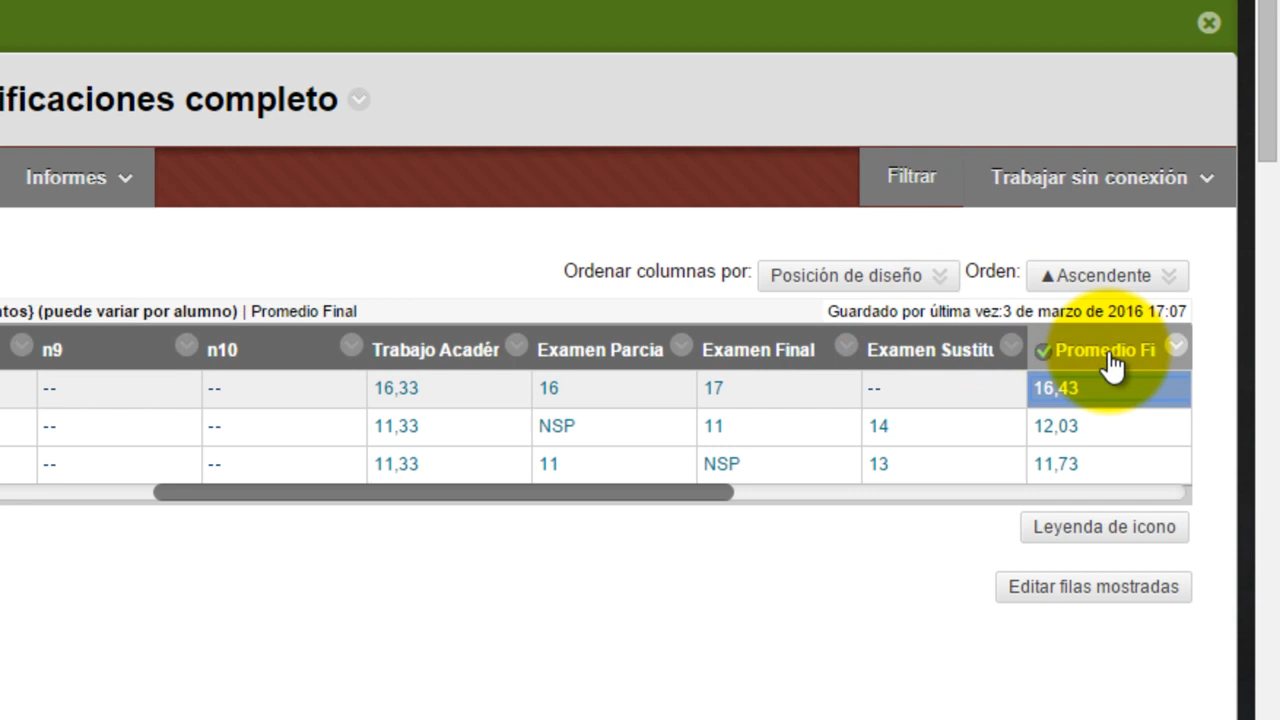 ificaciones completo
Informes
Filtrar
Trabajar sin conexión
Ordenar columnas por: Posición de diseño Orden: ▲Ascendente
ntos} (puede variar por alumno) | Promedio Final
Guardado por última vez:3 de marzo de 2016 17:07
n9 n10 Trabajo Acadér Examen Parcia Examen Final Examen Sustitu Promedio Fi
-- -- 16,33 16 17 -- 16,43
-- -- 11,33 NSP 11 14 12,03
-- -- 11,33 11 NSP 13 11,73
Leyenda de icono
Editar filas mostradas